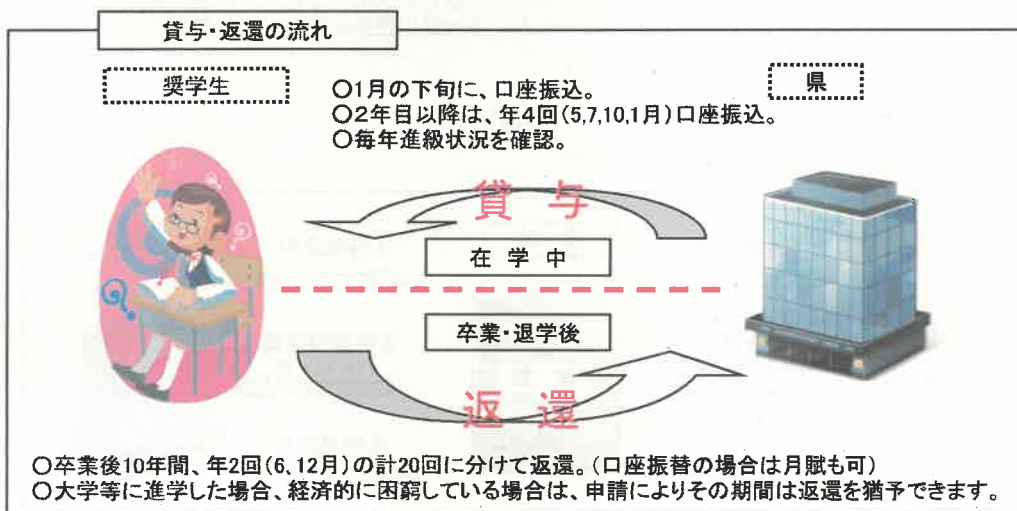 貸与・返還の流れ
奨学生
県
○1月の下旬に、口座振込。
○2年目以降は、年4回(5,7,10,1月)口座振込。
○毎年進級状況を確認。
貸 与
在 学 中
卒業・退学後
返 還
○卒業後10年間、年2回(6、12月)の計20回に分けて返還。(口座振替の場合は月賦も可)
○大学等に進学した場合、経済的に困窮している場合は、申請によりその期間は返還を猶予できます。